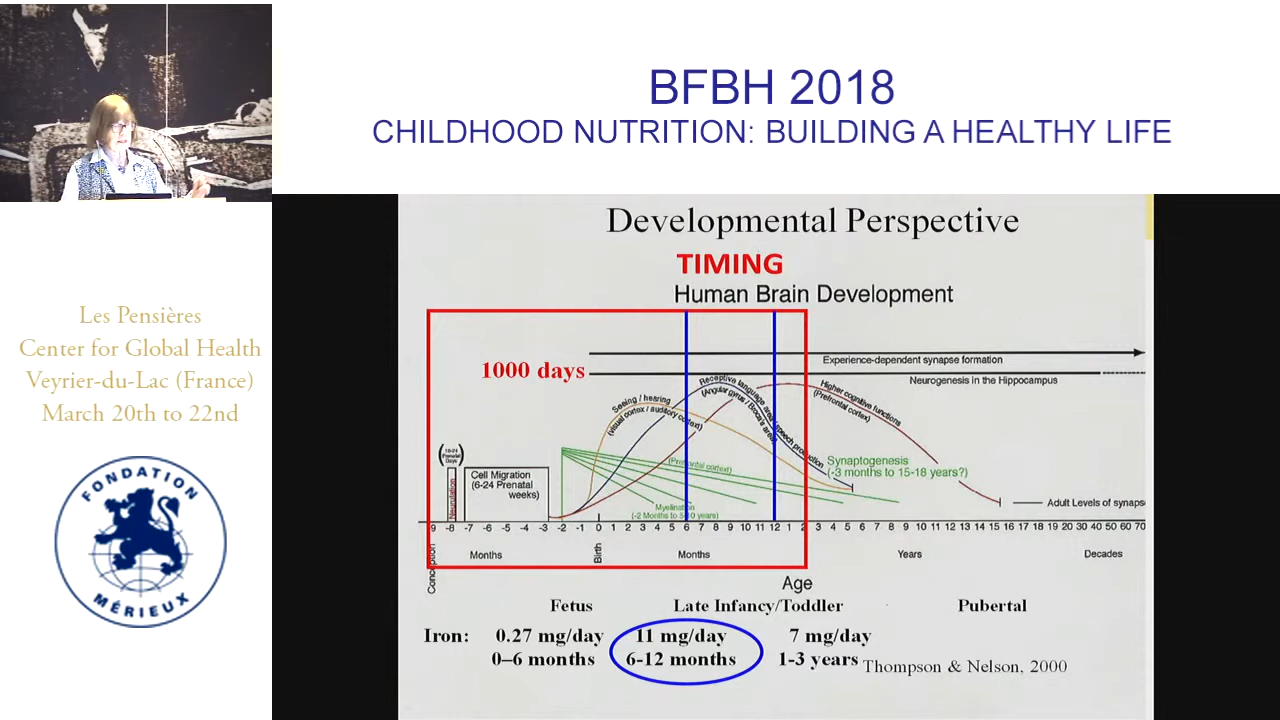 BFBH 2018
CHILDHOOD NUTRITION: BUILDING A HEALTHY LIFE
Les Pensières
Center for Global Health
Veyrier-du-Lac (France)
March 20th to 22nd
FONDATION
MÉRIEUX
Developmental Perspective
TIMING
Human Brain Development
1000 days
Experience-dependent synapse formation
Neurogenesis in the Hippocampus
Seeing / hearing
(visual cortex / auditory cortex)
Receptive language area/speech production
(Angular gyrus / Broca's area)
Higher cognitive functions
(Prefrontal cortex)
Cell Migration
(6-24 Prenatal
weeks)
Neurulation
(Prefrontal cortex)
Synaptogenesis
(-3 months to 15-18 years?)
Adult Levels of synaps
9 -8 -7 -6 -5 -4 -3 -2 -1 0 1 2 3 4 5 6 7 8 9 10 11 12 1 2 3 4 5 6 7 8 9 10 11 12 13 14 15 16 17 18 19 20 30 40 50 60 70
Conception
Months
Birth
Months
Years
Decades
Age
Fetus Late Infancy/Toddler Pubertal
Iron: 0.27 mg/day 11 mg/day 7 mg/day
0–6 months 6-12 months 1-3 years
Thompson & Nelson, 2000